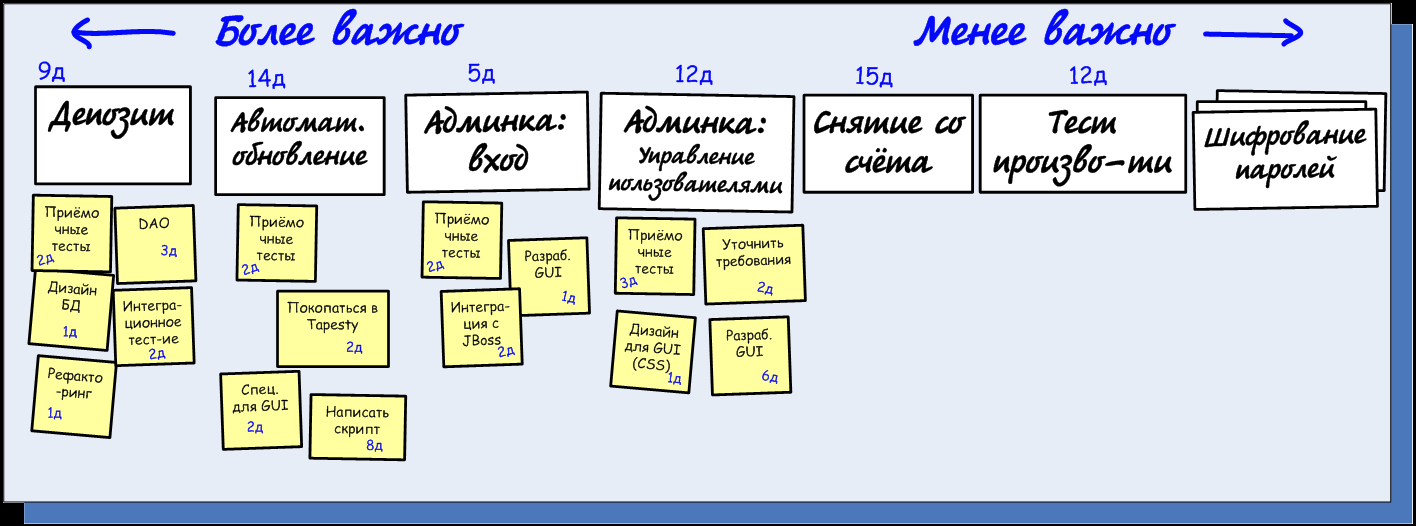 Более важно
Менее важно
9д
14д
5д
12д
15д
12д
Депозит
Автомат.
обновление
Админка:
вход
Админка:
Управление
пользователями
Снятие со
счёта
Тест
произво-ти
Шифрование
паролей
Приёмо
чные
тесты
2д
DAO
3д
Дизайн
БД
1д
Интегра-
ционное
тест-ие
2д
Рефакто
-ринг
1д
Приёмо
чные
тесты
2д
Покопаться в
Tapesty
2д
Спец.
для GUI
2д
Написать
скрипт
8д
Приёмо
чные
тесты
2д
Разраб.
GUI
1д
Интегра-
ция с
JBoss
2д
Приёмо
чные
тесты
3д
Уточнить
требования
2д
Дизайн
для GUI
(CSS)
1д
Разраб.
GUI
6д